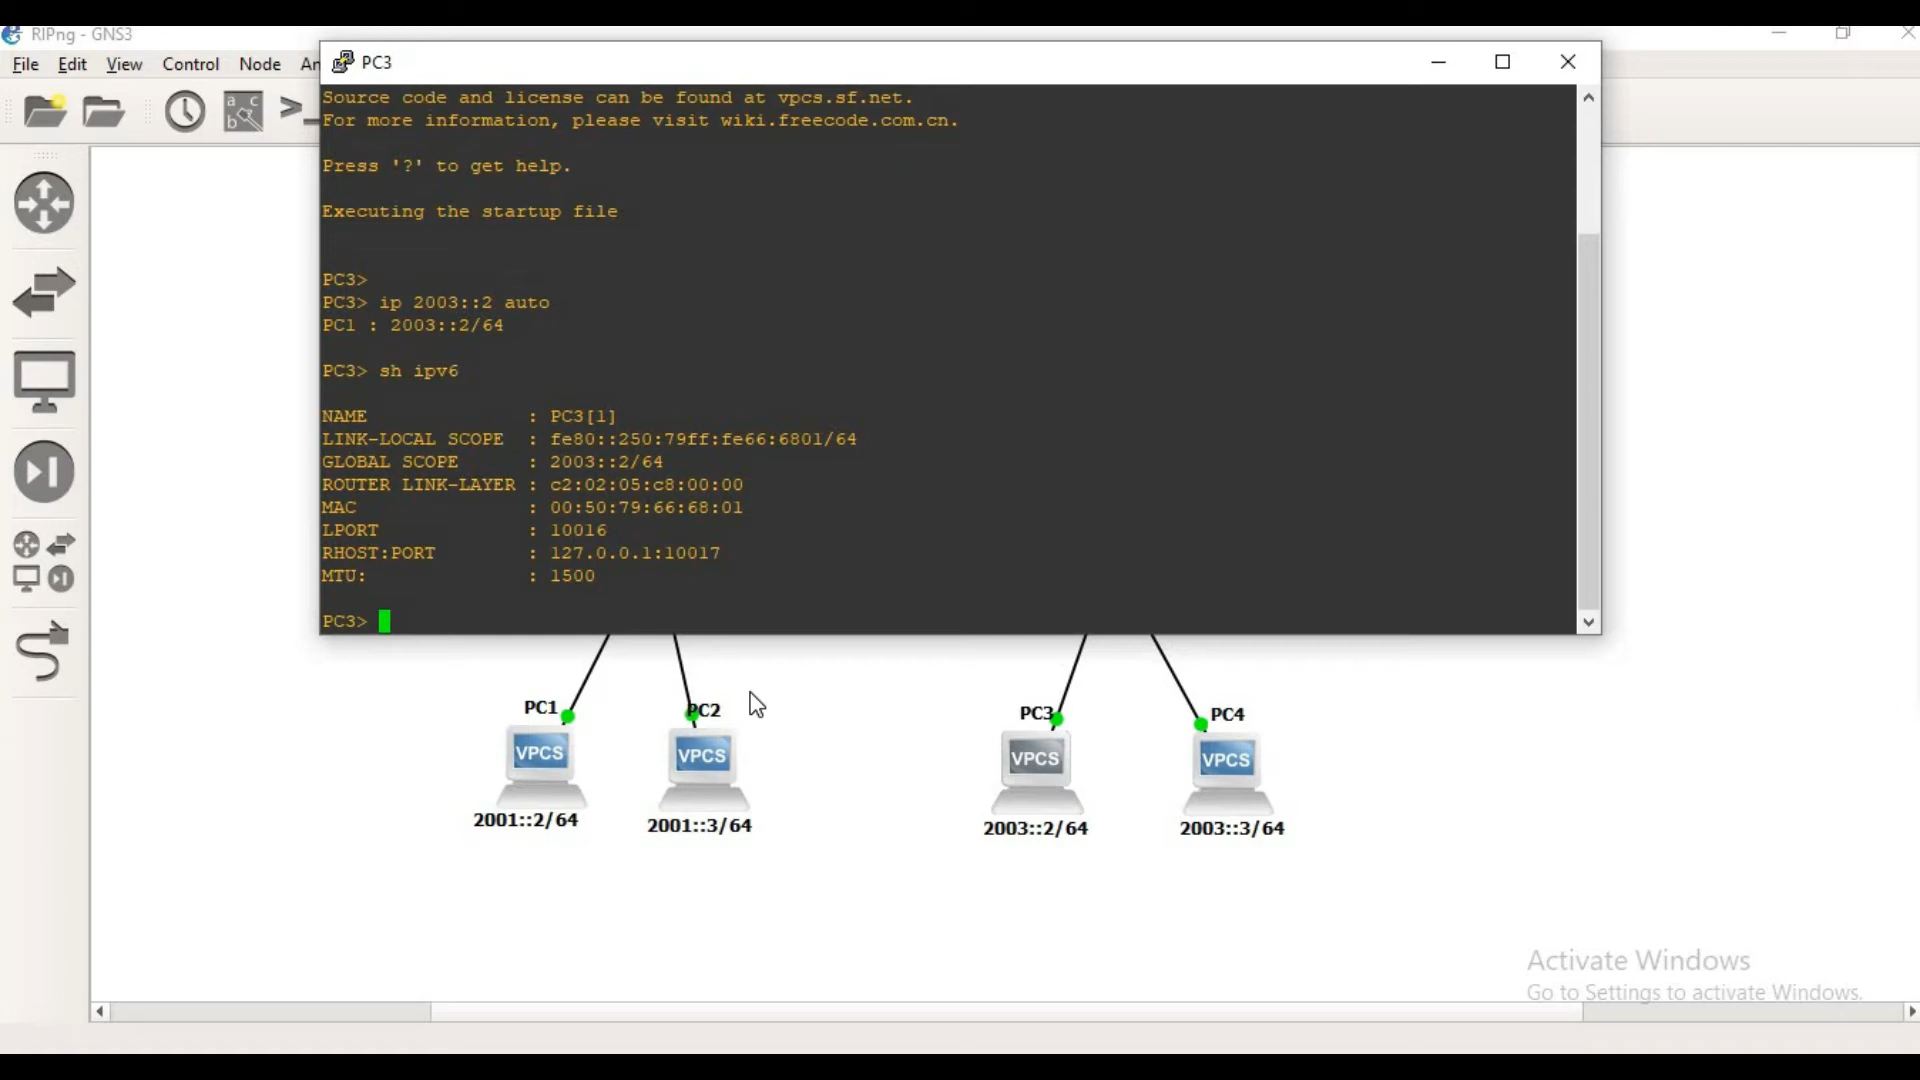 RIPng - GNS3
File Edit View Control Node An
PC3
Source code and license can be found at vpcs.sf.net.
For more information, please visit wiki.freecode.com.cn.
Press '?' to get help.
Executing the startup file
PC3>
PC3> ip 2003::2 auto
PC1 : 2003::2/64
PC3> sh ipv6
NAME : PC3[1]
LINK-LOCAL SCOPE : fe80::250:79ff:fe66:6801/64
GLOBAL SCOPE : 2003::2/64
ROUTER LINK-LAYER : c2:02:05:c8:00:00
MAC : 00:50:79:66:68:01
LPORT : 10016
RHOST:PORT : 127.0.0.1:10017
MTU: : 1500
PC3>
PC1
PC2
PC3
PC4
VPCS
VPCS
VPCS
VPCS
2001::2/64
2001::3/64
2003::2/64
2003::3/64
Activate Windows
Go to Settings to activate Windows.